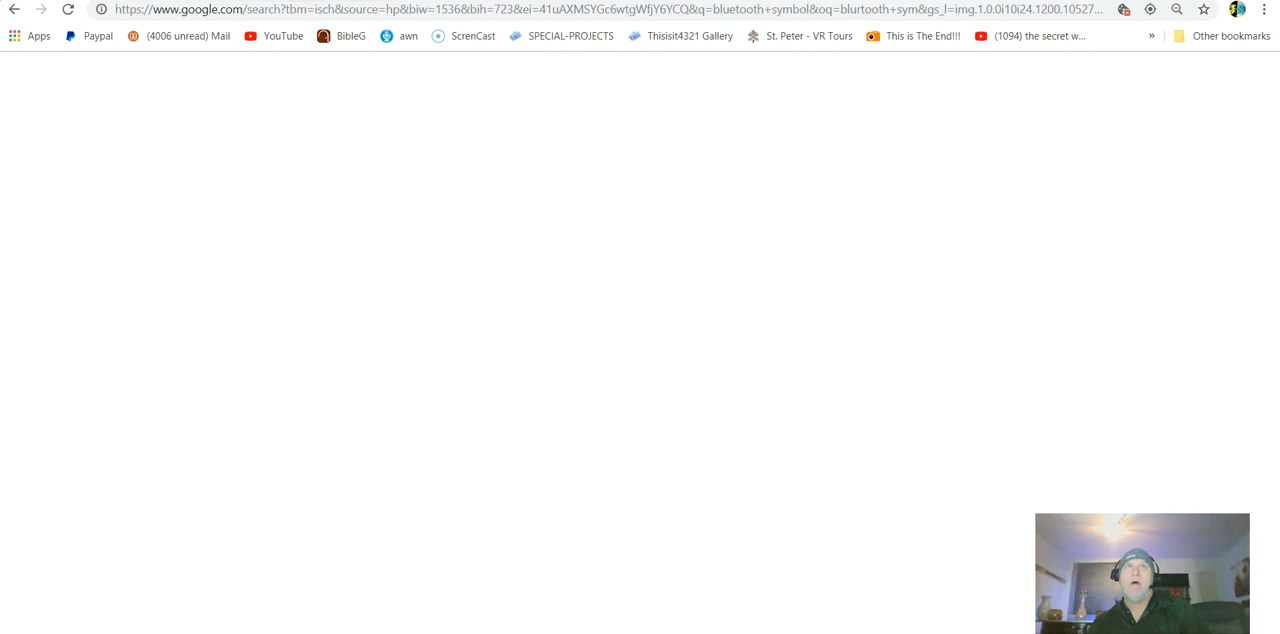 https://www.google.com/search?tbm=isch&source=hp&biw=1536&bih=723&ei=41uAXMSYGc6wtgWfjY6YCQ&q=bluetooth+symbol&oq=blurtooth+sym&gs_l=img.1.0.0i10i24.1200.10527...
Apps Paypal (4006 unread) Mail YouTube BibleG awn ScrenCast SPECIAL-PROJECTS Thisisit4321 Gallery St. Peter - VR Tours This is The End!!! (1094) the secret w... » Other bookmarks